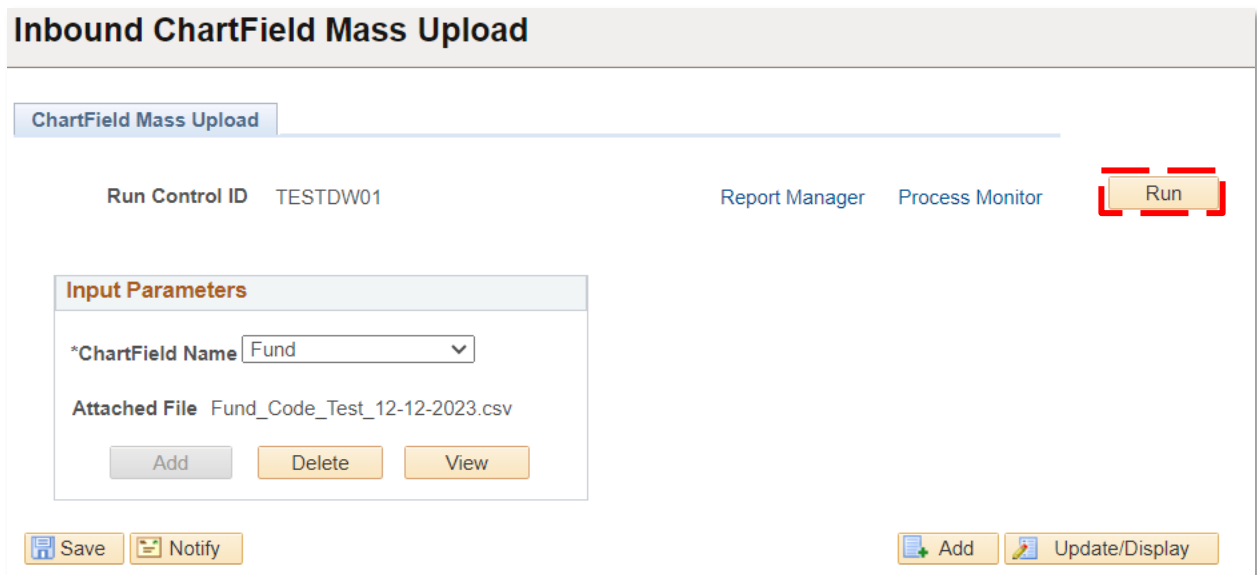 Inbound ChartField Mass Upload
ChartField Mass Upload
Run Control ID TESTDW01 Report Manager Process Monitor Run
Input Parameters
*ChartField Name Fund
Attached File Fund_Code_Test_12-12-2023.csv
Add Delete View
Save Notify Add Update/Display